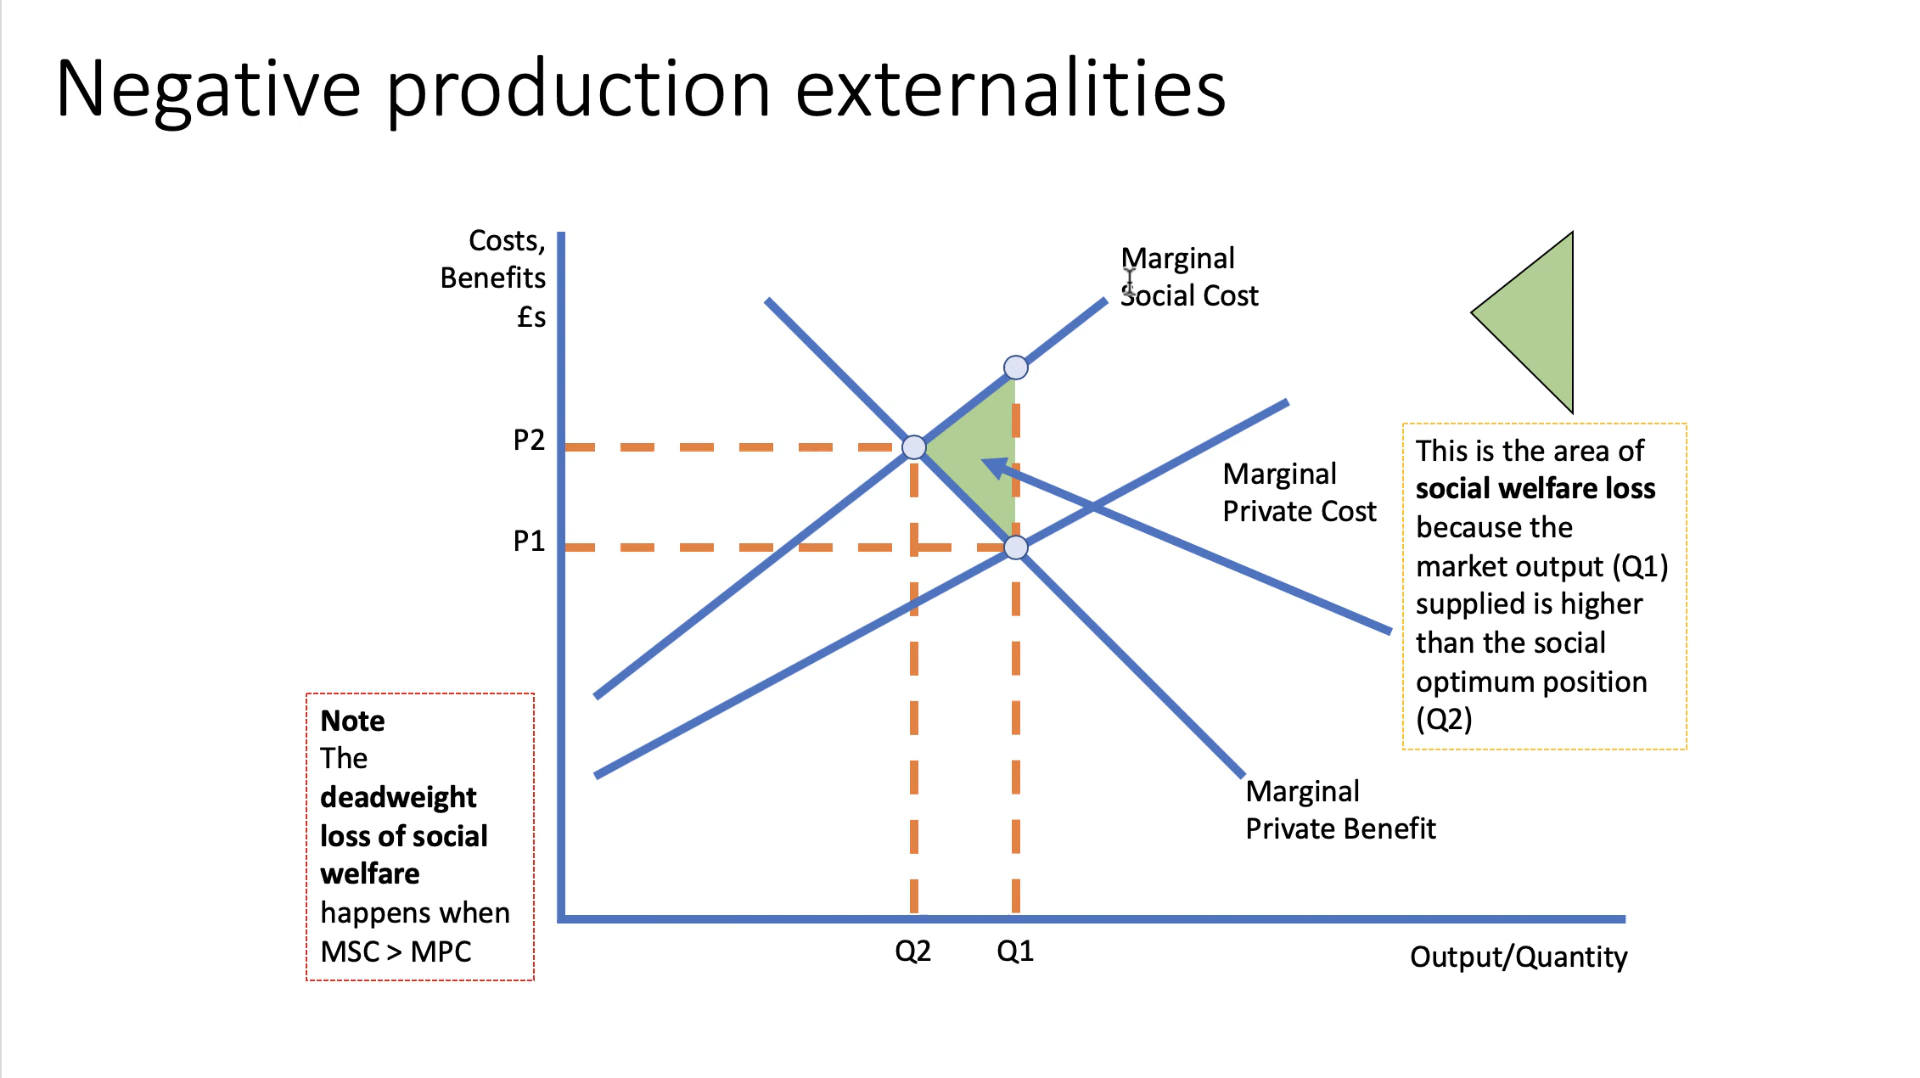 Negative production externalities
Costs,
Benefits
£s
Marginal
Social Cost
P2
P1
Marginal
Private Cost
This is the area of
social welfare loss
because the
market output (Q1)
supplied is higher
than the social
optimum position
(Q2)
Note
The
deadweight
loss of social
welfare
happens when
MSC > MPC
Marginal
Private Benefit
Q2
Q1
Output/Quantity